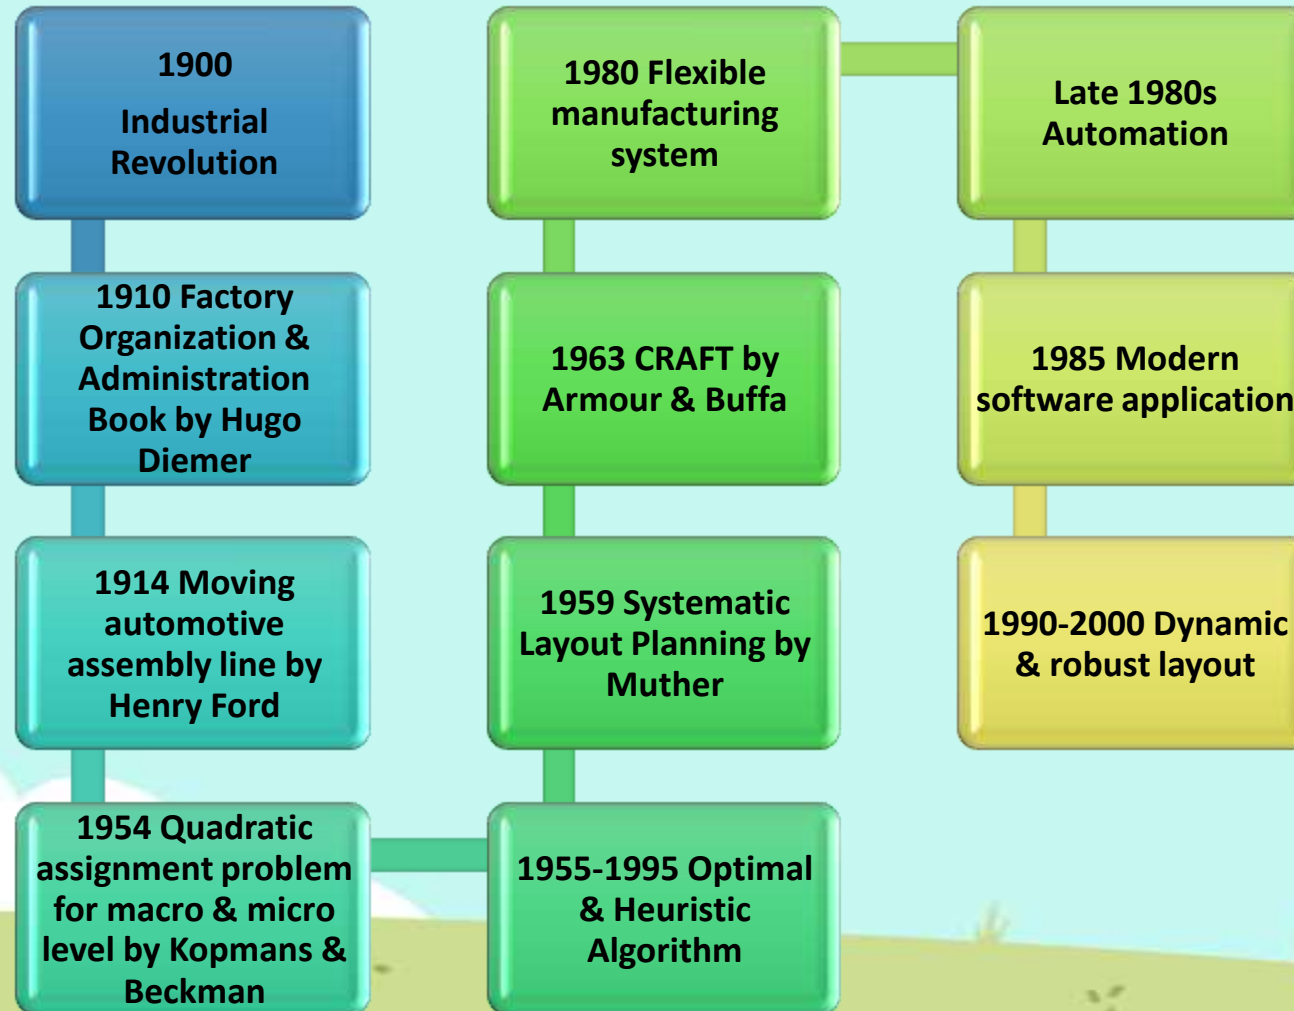 1900
Industrial
Revolution
1910 Factory
Organization &
Administration
Book by Hugo
Diemer
1914 Moving
automotive
assembly line by
Henry Ford
1954 Quadratic
assignment problem
for macro & micro
level by Kopmans &
Beckman
1955-1995 Optimal
& Heuristic
Algorithm
1959 Systematic
Layout Planning by
Muther
1963 CRAFT by
Armour & Buffa
1980 Flexible
manufacturing
system
Late 1980s
Automation
1985 Modern
software application
1990-2000 Dynamic
& robust layout